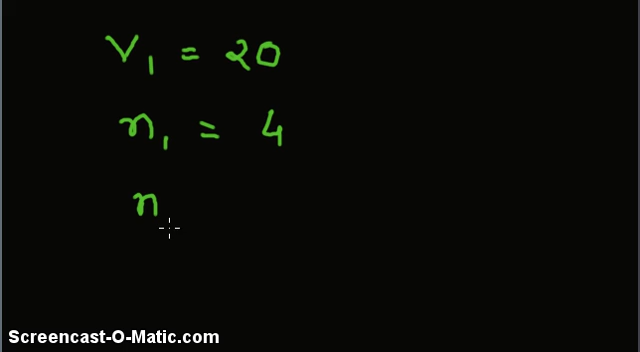 V₁ = 20
n₁ = 4
n
Screencast-O-Matic.com